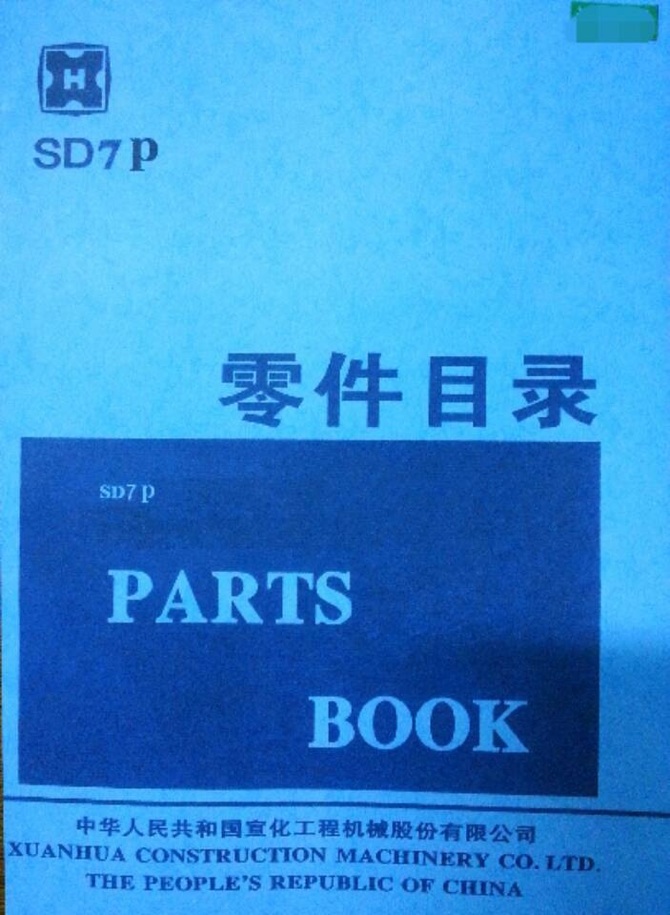 H
SD7p
零件目录
SD7p
PARTS
BOOK
中华人民共和国宣化工程机械股份有限公司
XUANHUA CONSTRUCTION MACHINERY CO. LTD.
THE PEOPLE'S REPUBLIC OF CHINA